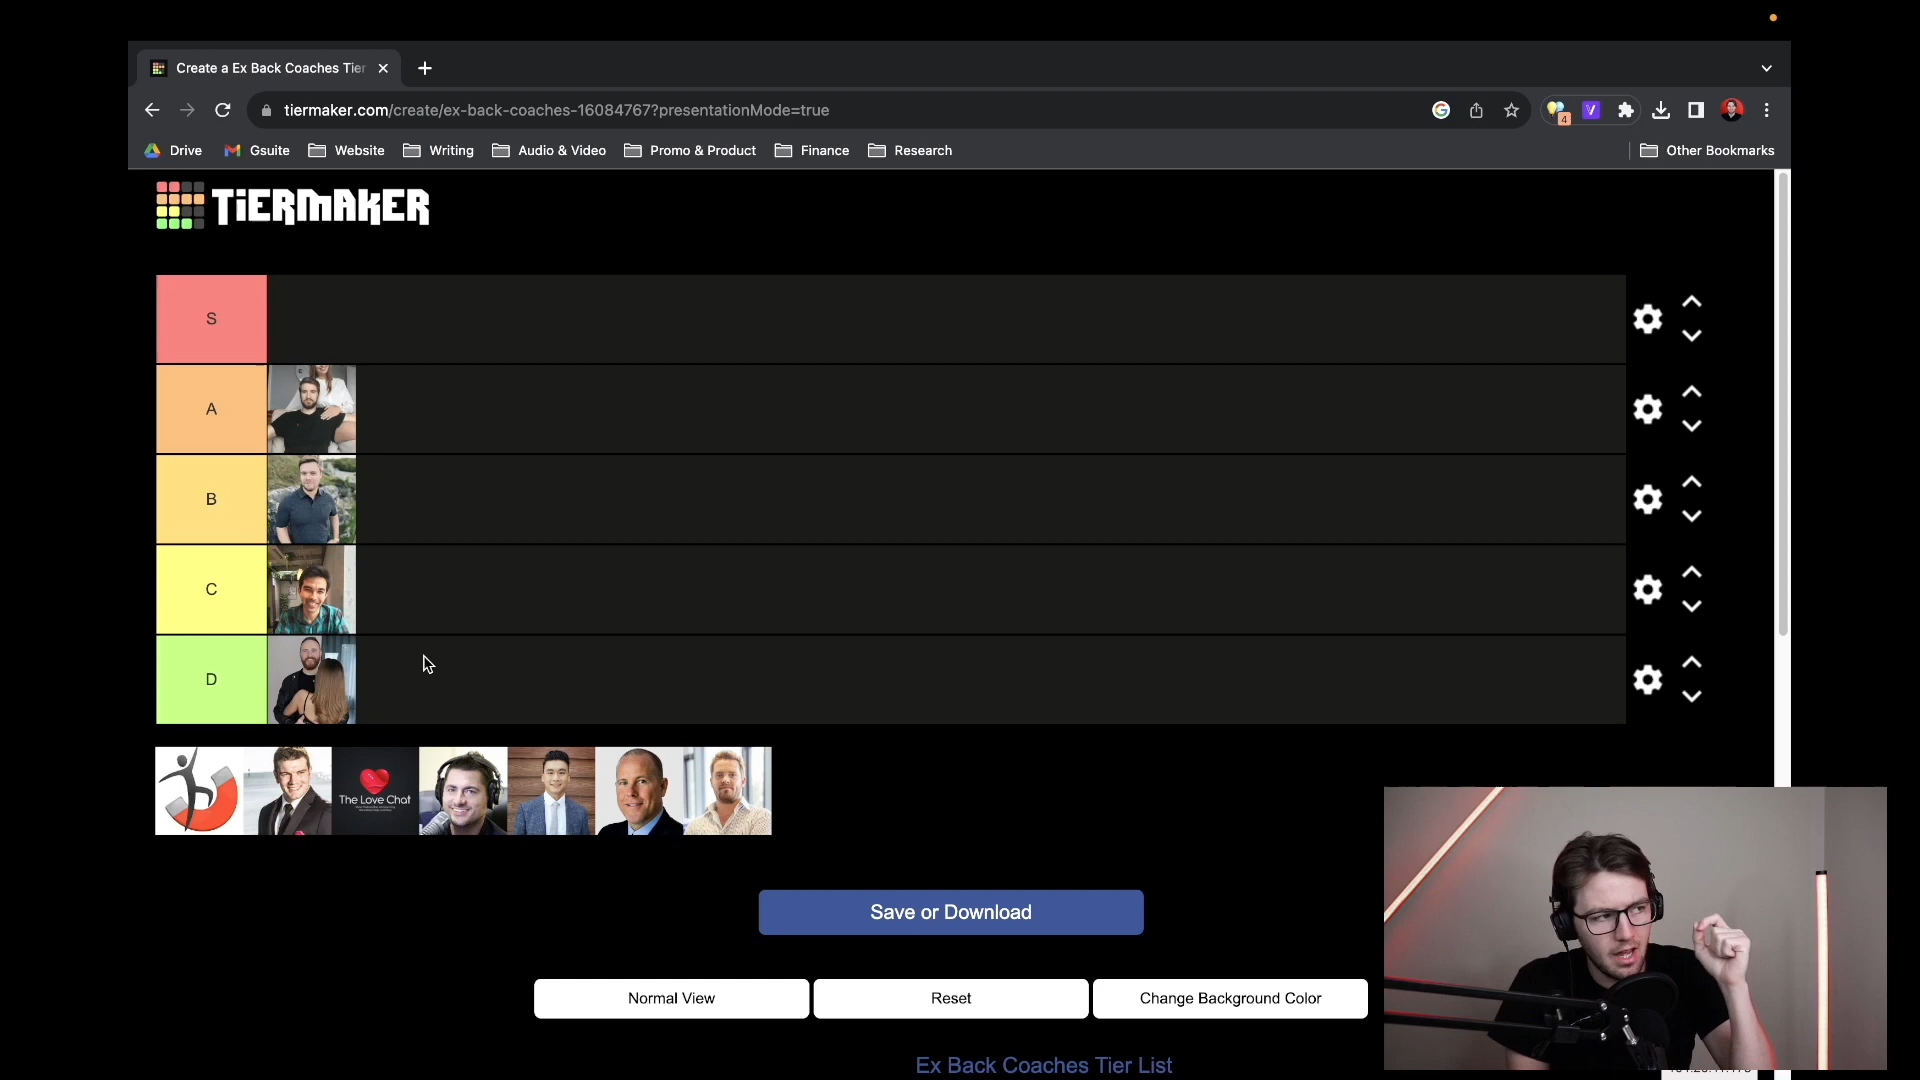 Create a Ex Back Coaches Tier
tiermaker.com/create/ex-back-coaches-16084767?presentationMode=true
4
Drive
Gsuite
Website
Writing
Audio & Video
Promo & Product
Finance
Research
Other Bookmarks
TiERMAKER
S
A
B
C
D
The Love Chat
Save or Download
Normal View
Reset
Change Background Color
Ex Back Coaches Tier List